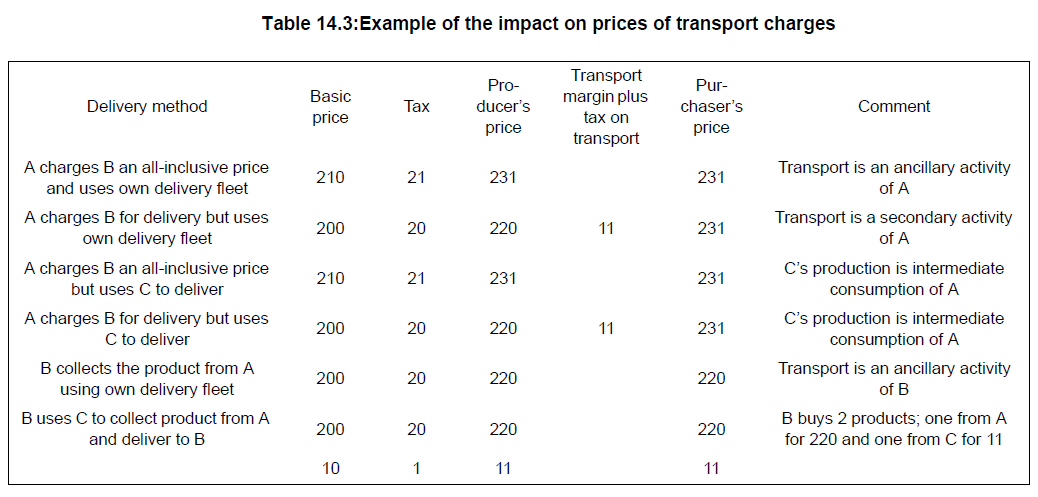 Table 14.3:Example of the impact on prices of transport charges
Delivery method
Basic
price
Tax
Pro-
ducer's
price
Transport
margin plus
tax on
transport
Pur-
chaser's
price
Comment
A charges B an all-inclusive price
and uses own delivery fleet
210
21
231
231
Transport is an ancillary activity
of A
A charges B for delivery but uses
own delivery fleet
200
20
220
11
231
Transport is a secondary activity
of A
A charges B an all-inclusive price
but uses C to deliver
210
21
231
231
C's production is intermediate
consumption of A
A charges B for delivery but uses
C to deliver
200
20
220
11
231
C's production is intermediate
consumption of A
B collects the product from A
using own delivery fleet
200
20
220
220
Transport is an ancillary activity
of B
B uses C to collect product from A
and deliver to B
200
20
220
220
B buys 2 products; one from A
for 220 and one from C for 11
10
1
11
11